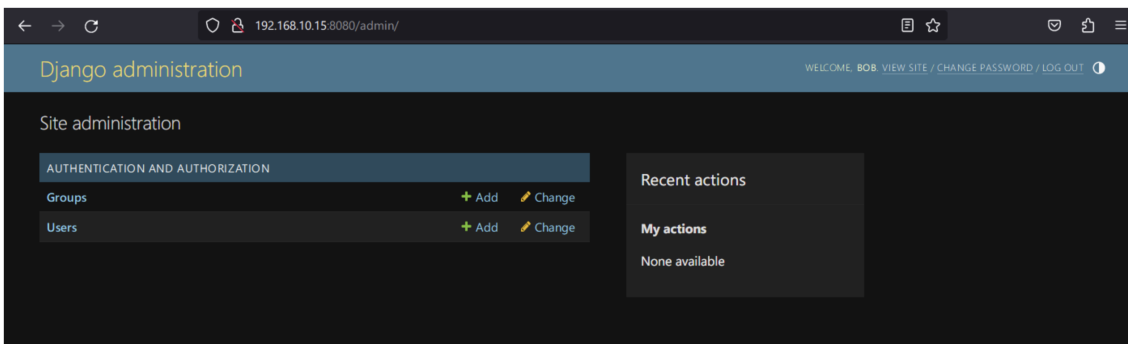 192.168.10.15:8080/admin/
Django administration
WELCOME, BOB. VIEW SITE / CHANGE PASSWORD / LOG OUT
Site administration
AUTHENTICATION AND AUTHORIZATION
Groups + Add Change
Users + Add Change
Recent actions
My actions
None available